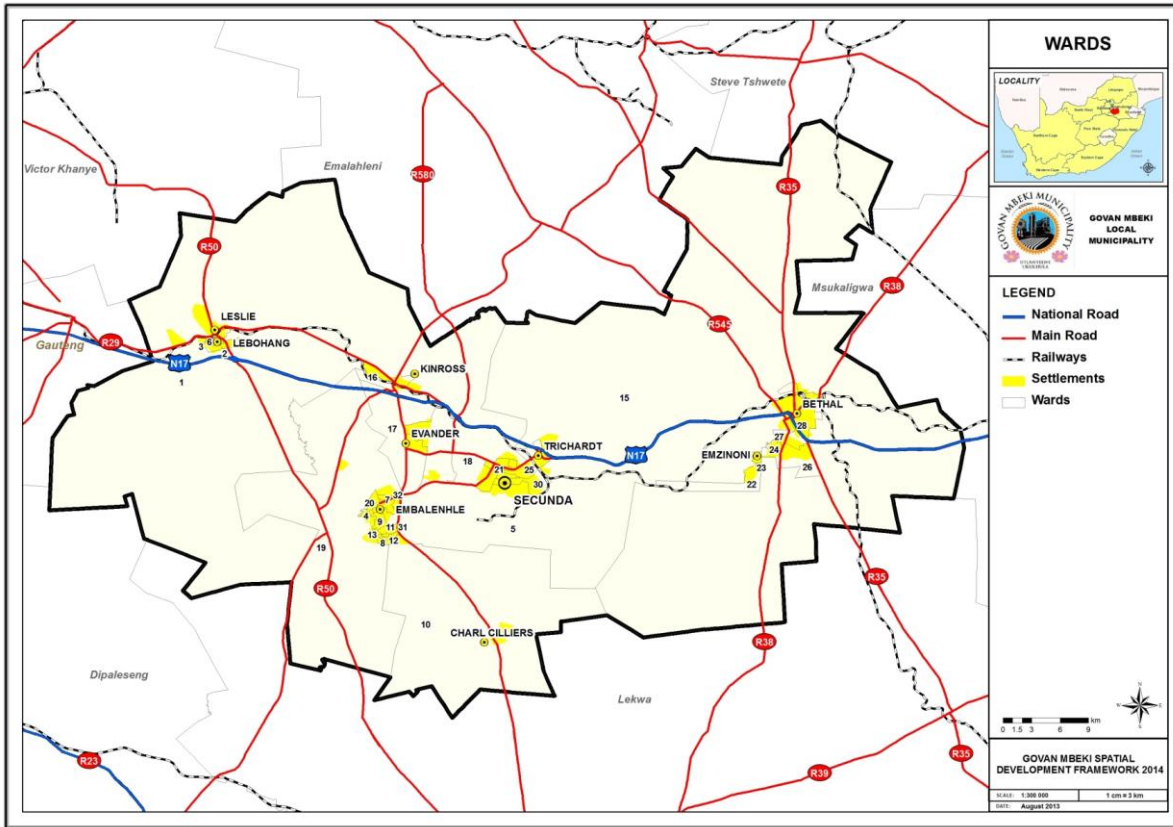 WARDS
LOCALITY
GOVAN MBEKI MUNICIPALITY
GOVAN MBEKI
LOCAL
MUNICIPALITY
LEGEND
National Road
Main Road
Railways
Settlements
Wards
0 1.5 3 6 9 km
GOVAN MBEKI SPATIAL
DEVELOPMENT FRAMEWORK 2014
SCALE: 1:300 000
1 cm = 3 km
DATE: August 2013
Steve Tshwete
Victor Khanye
Emalahleni
R580
R35
R50
Msukaligwa
R38
LESLIE
R545
R29
Gauteng
3
6
LEBOHANG
2
N17
1
KINROSS
16
15
BETHAL
28
17
EVANDER
27
TRICHARDT
EMZINONI
24
N17
18
21
25
23
26
30
22
SECUNDA
32
20
7
EMBALENHLE
4
9
5
11
31
13
8
12
19
R35
R50
10
CHARL CILLIERS
R38
Dipaleseng
Lekwa
R23
R39
R35